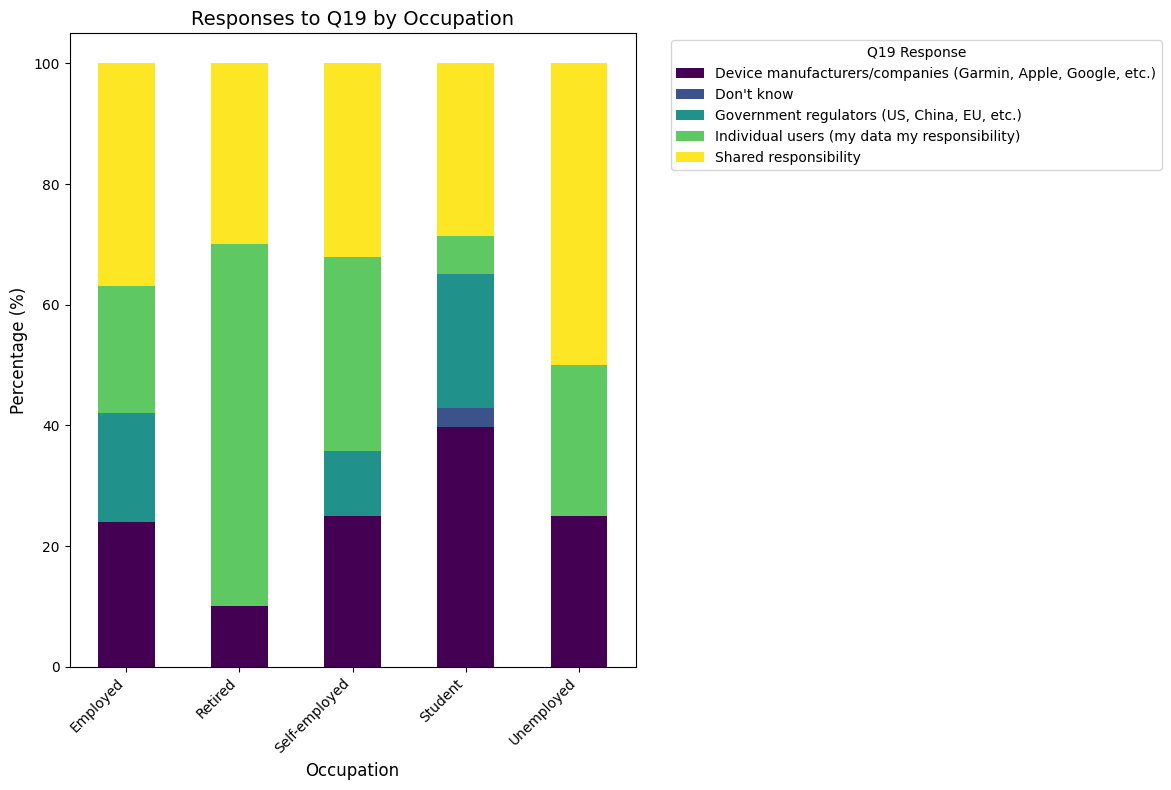 Responses to Q19 by Occupation
Q19 Response
Device manufacturers/companies (Garmin, Apple, Google, etc.)
Don't know
Government regulators (US, China, EU, etc.)
Individual users (my data my responsibility)
Shared responsibility
Percentage (%)
100
80
60
40
20
0
Employed
Retired
Self-employed
Student
Unemployed
Occupation